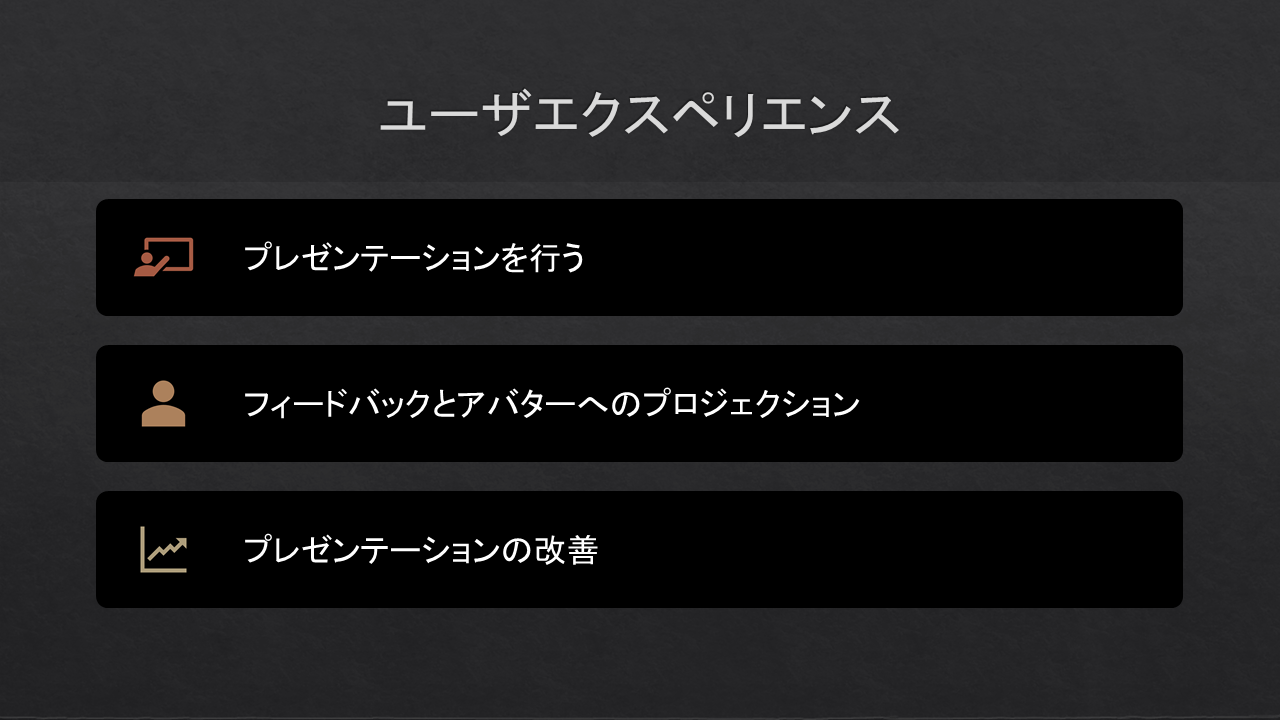 ユーザエクスペリエンス
プレゼンテーションを行う
フィードバックとアバターへのプロジェクション
プレゼンテーションの改善